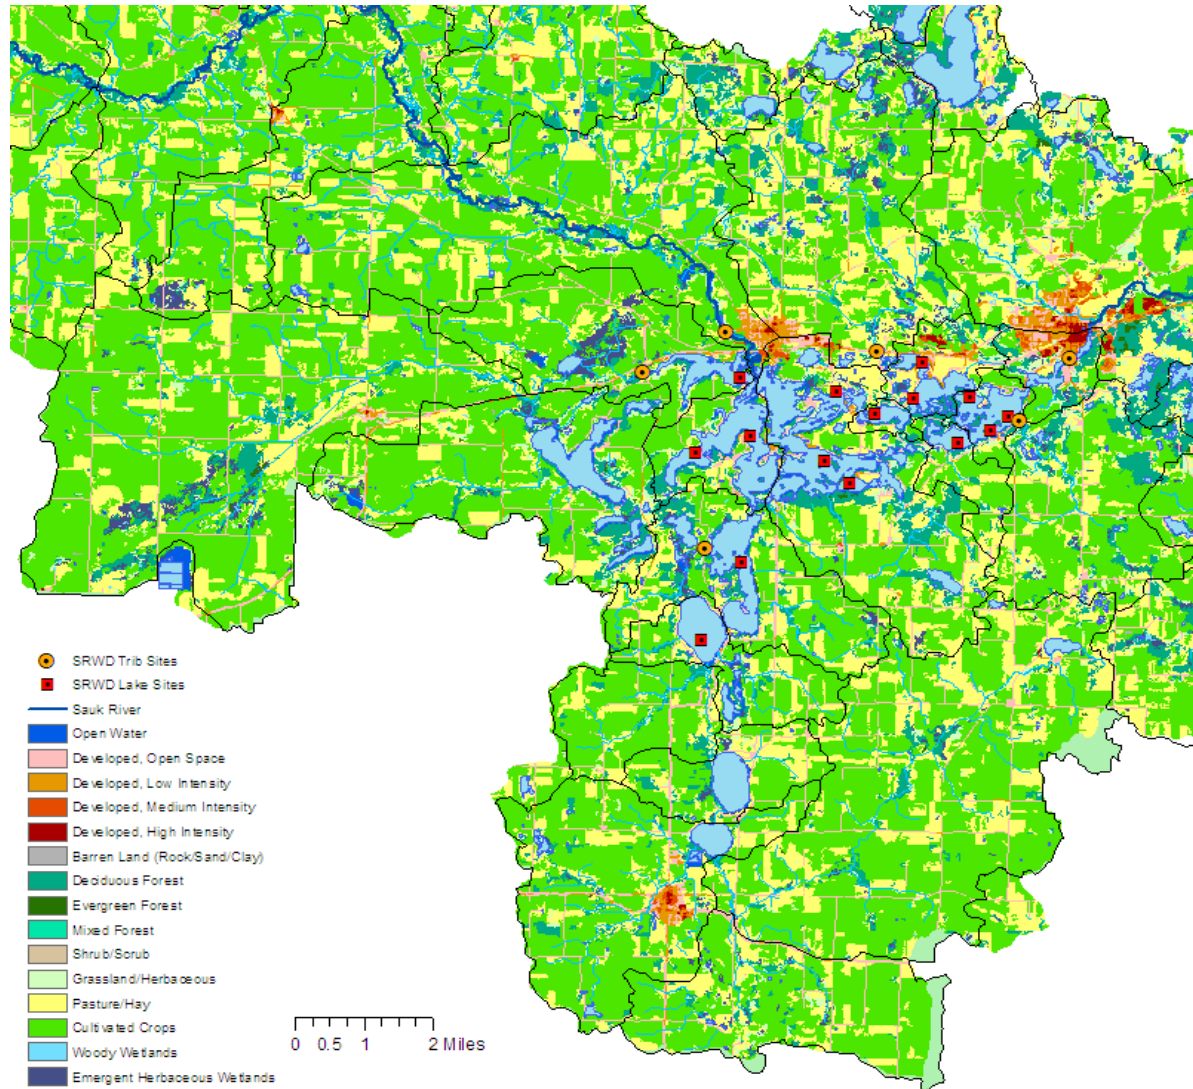 SRWD Trib Sites
SRWD Lake Sites
Sauk River
Open Water
Developed, Open Space
Developed, Low Intensity
Developed, Medium Intensity
Developed, High Intensity
Barren Land (Rock/Sand/Clay)
Deciduous Forest
Evergreen Forest
Mixed Forest
Shrub/Scrub
Grassland/Herbaceous
Pasture/Hay
Cultivated Crops
Woody Wetlands
Emergent Herbaceous Wetlands
0 0.5 1 2 Miles